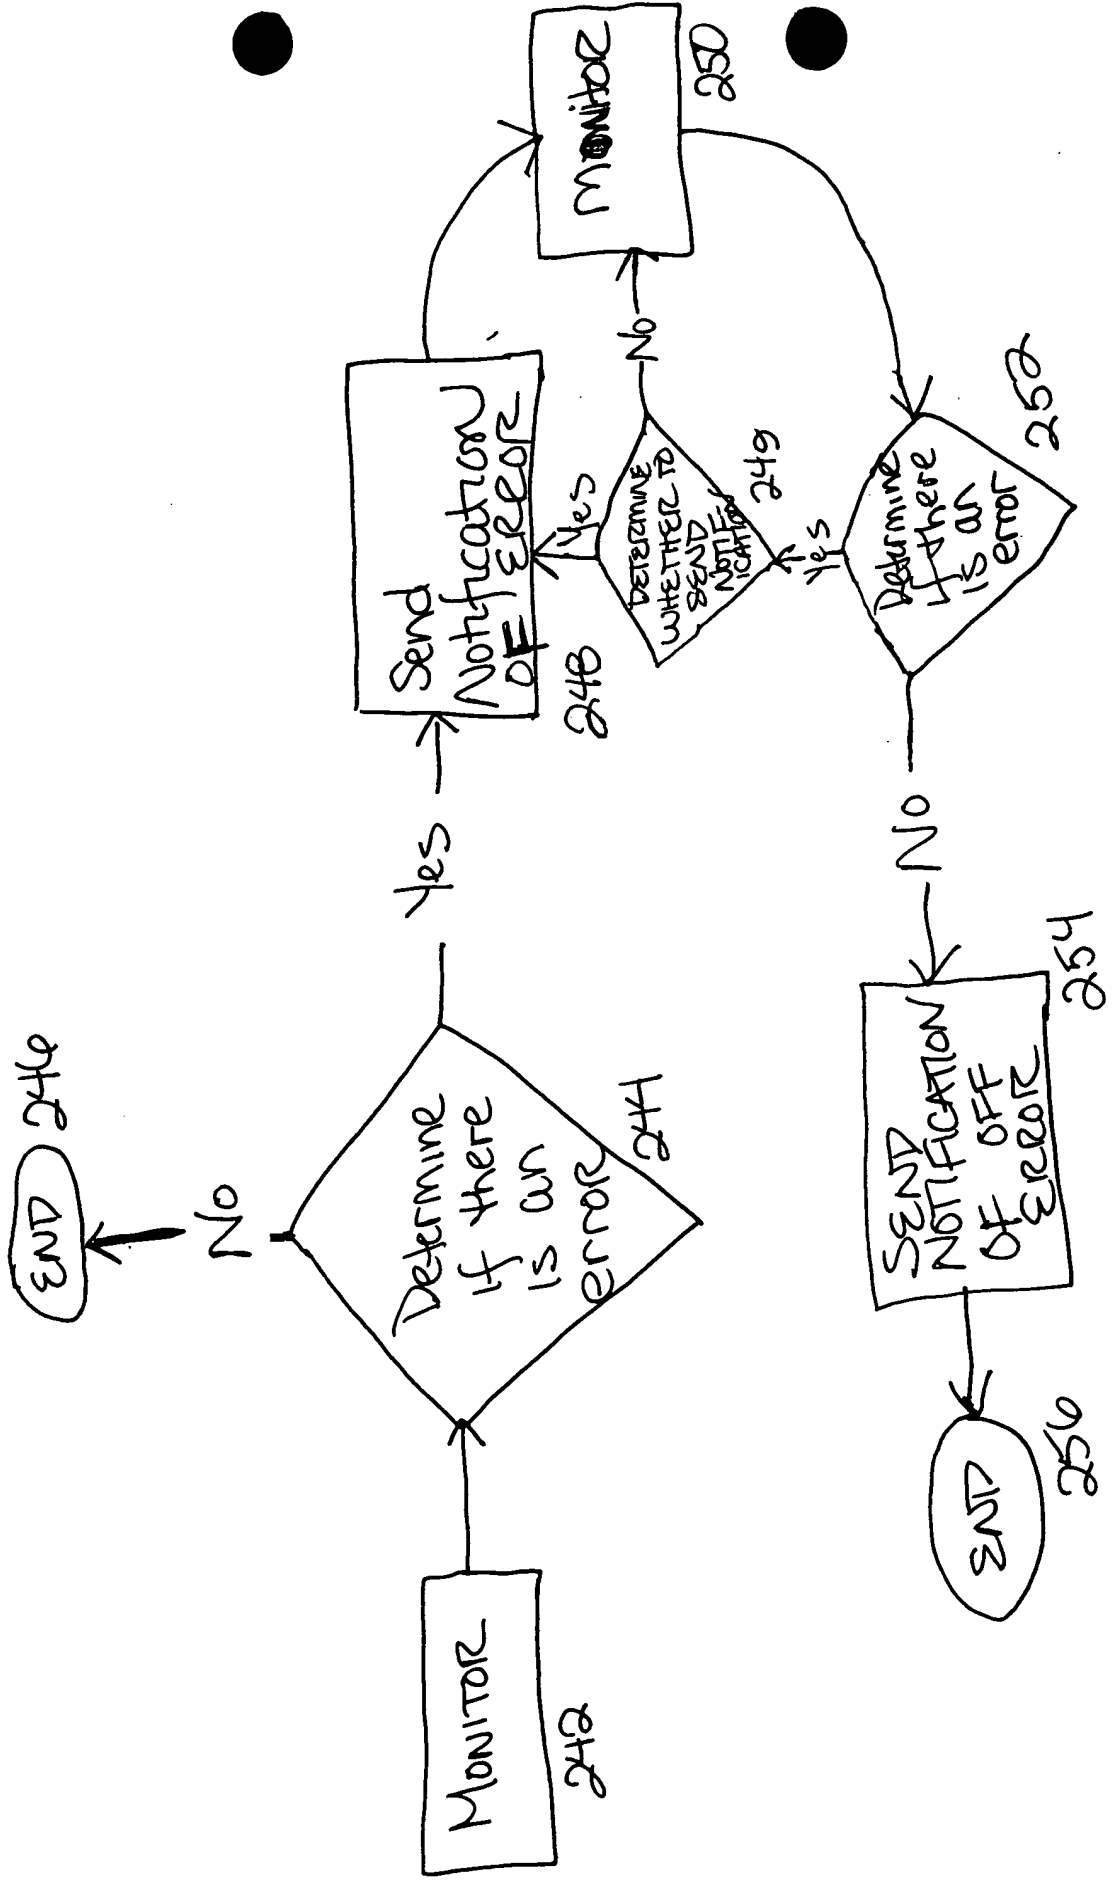 END
246
No
MONITOR
242
Determine
if there
is an
error
244
Yes
Send
Notification
OF ERROR
248
Yes
DETERMINE
WHETHER TO
SEND
NOTIF
ICATION
249
No
Monitor
250
Yes
Determine
if there
is an
error
252
No
SEND
NOTIFICATION
OF OFF
ERROR
254
END
256